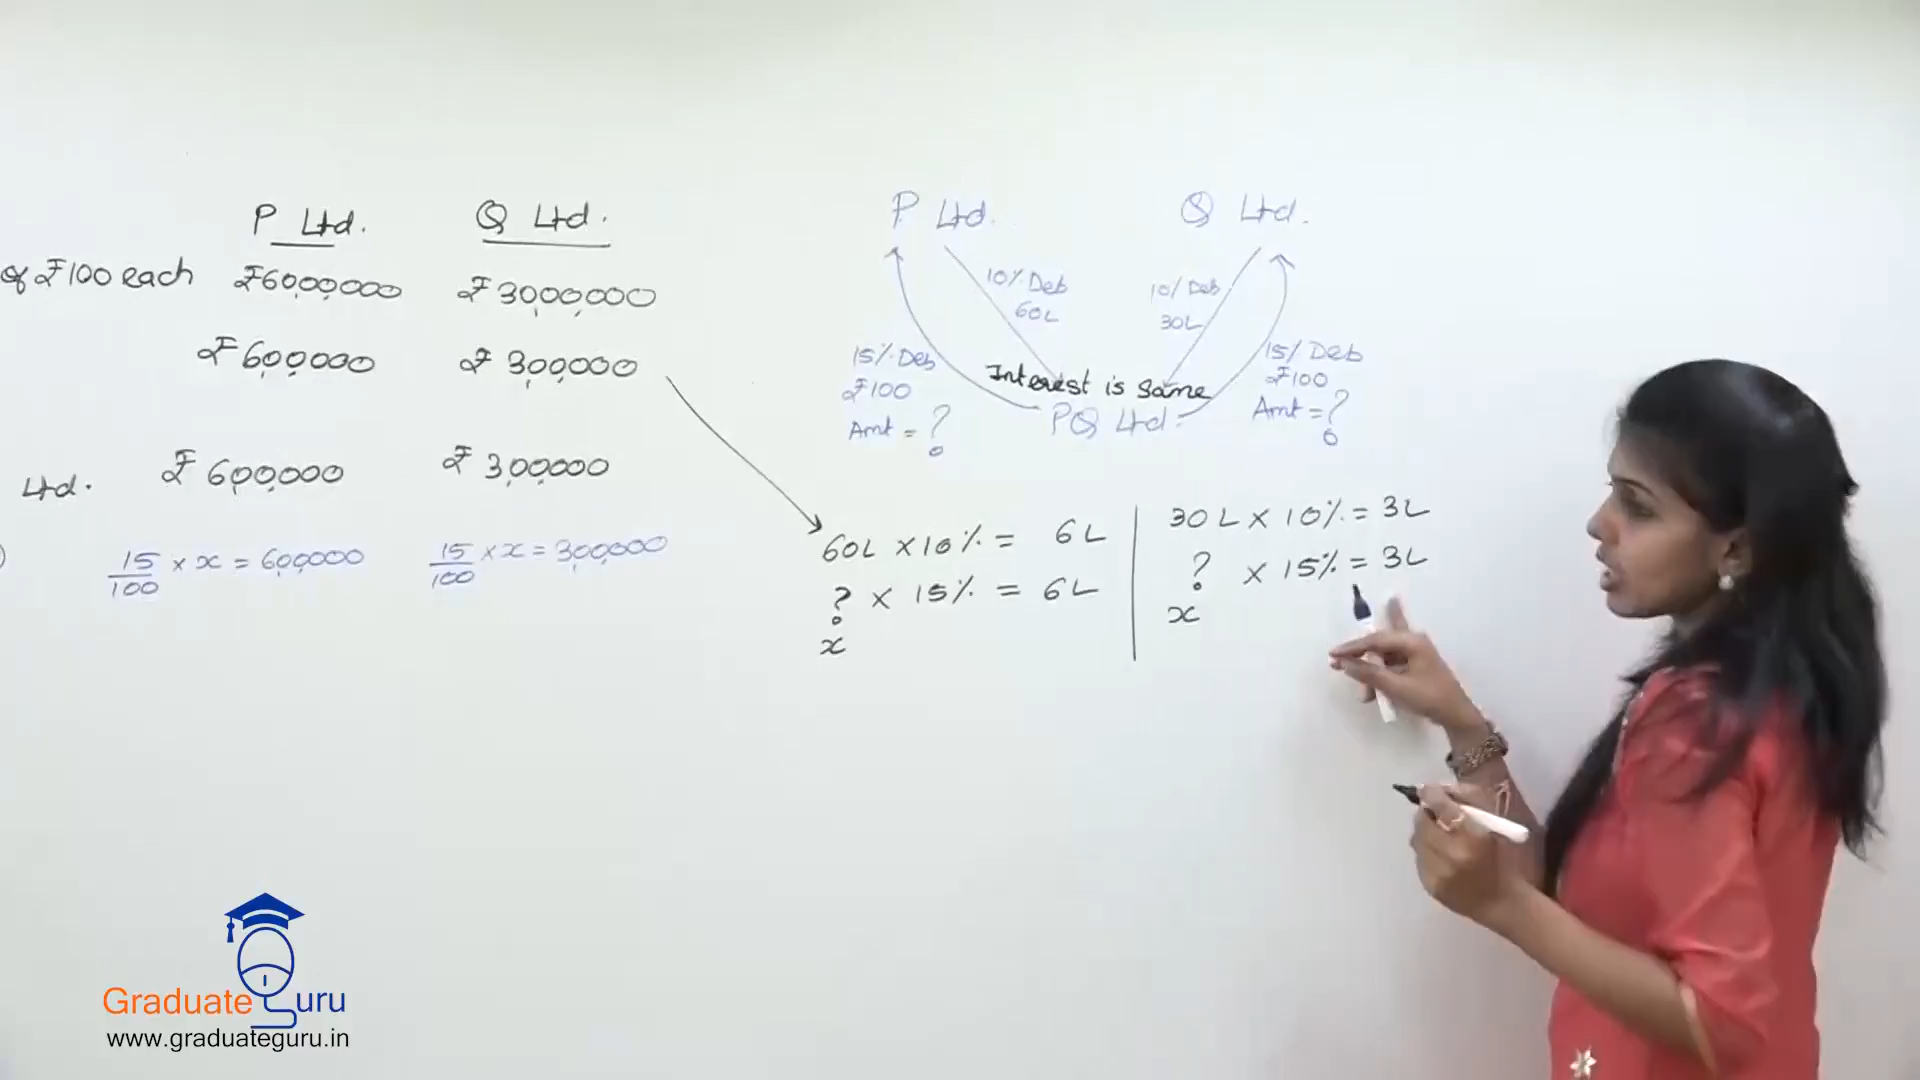 P Ltd. Q Ltd.
of ₹100 each ₹60,00,000 ₹30,00,000
₹6,00,000 ₹3,00,000
Ltd. ₹6,00,000 ₹3,00,000
15/100 × x = 6,00,000 15/100 × x = 3,00,000
P Ltd. Q Ltd.
10% Deb
60L
10% Deb
30L
15% Deb
₹100
Amt = ?
15% Deb
₹100
Amt = ?
Interest is Same
PQ Ltd.
60L × 10% = 6L
? × 15% = 6L
x
30L × 10% = 3L
? × 15% = 3L
x
Graduate Guru
www.graduateguru.in